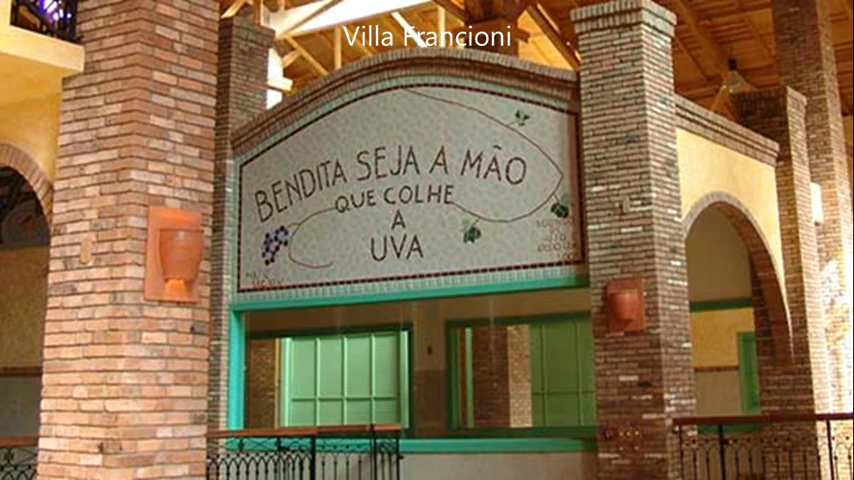 Villa Francioni
BENDITA SEJA A MÃO
QUE COLHE
A
UVA